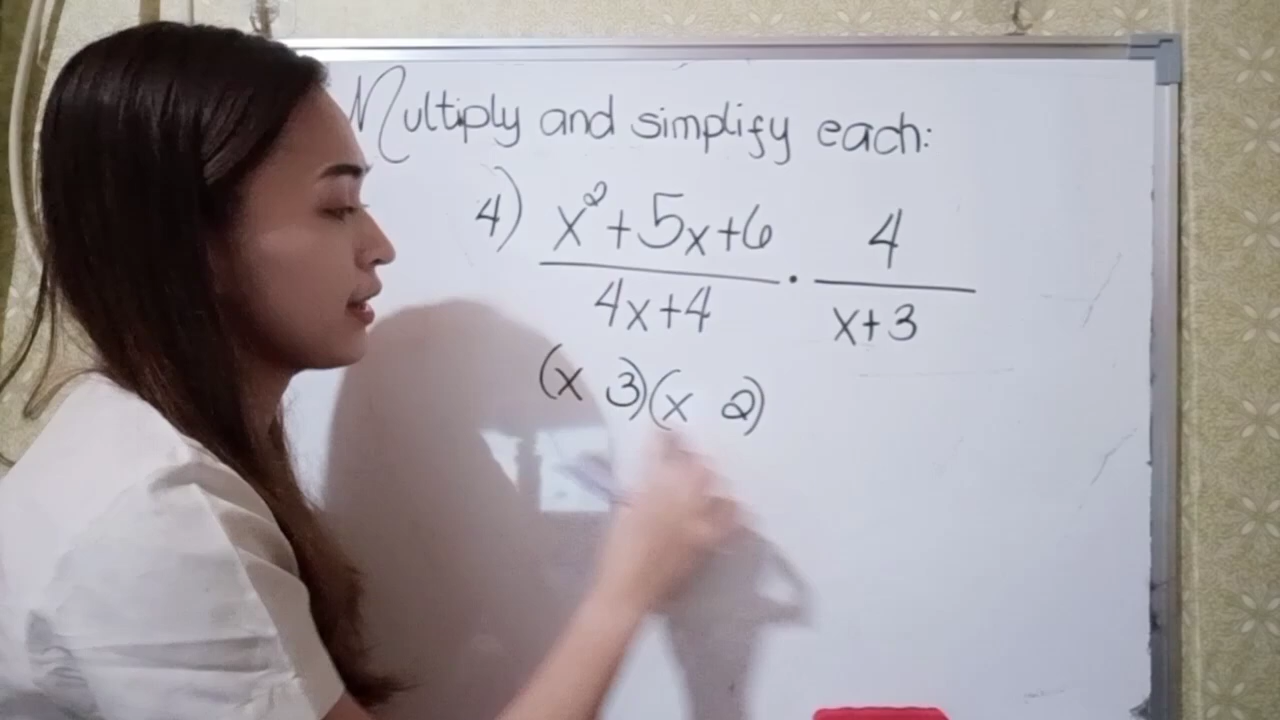 Multiply and simplify each:
4) x²+5x+6 · 4
4x+4 x+3
(x 3)(x 2)